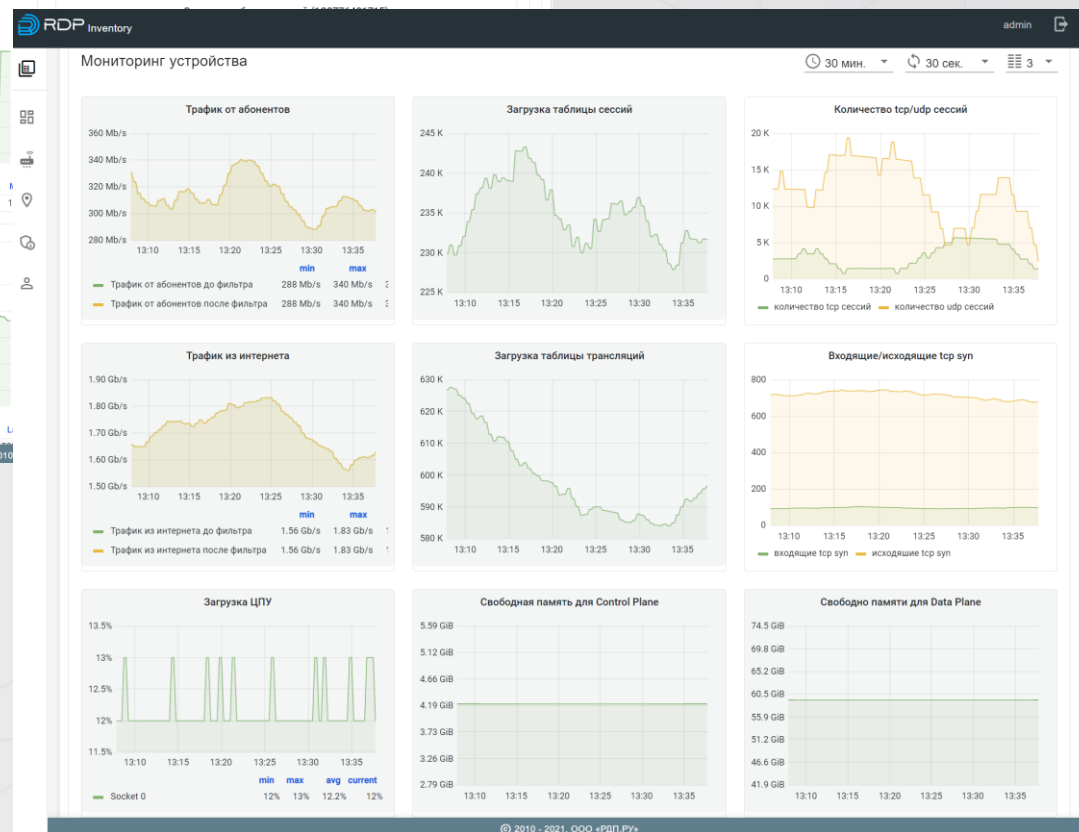 RDP Inventory
admin
Мониторинг устройства
30 мин.
30 сек.
3
Трафик от абонентов
360 Mb/s
340 Mb/s
320 Mb/s
300 Mb/s
280 Mb/s
13:10 13:15 13:20 13:25 13:30 13:35
min max
Трафик от абонентов до фильтра 288 Mb/s 340 Mb/s
Трафик от абонентов после фильтра 288 Mb/s 340 Mb/s
Загрузка таблицы сессий
245 K
240 K
235 K
230 K
225 K
13:10 13:15 13:20 13:25 13:30 13:35
Количество tcp/udp сессий
20 K
15 K
10 K
5 K
0
13:10 13:15 13:20 13:25 13:30 13:35
количество tcp сессий количество udp сессий
Трафик из интернета
1.90 Gb/s
1.80 Gb/s
1.70 Gb/s
1.60 Gb/s
1.50 Gb/s
13:10 13:15 13:20 13:25 13:30 13:35
min max
Трафик из интернета до фильтра 1.56 Gb/s 1.83 Gb/s
Трафик из интернета после фильтра 1.56 Gb/s 1.83 Gb/s
Загрузка таблицы трансляций
630 K
620 K
610 K
600 K
590 K
580 K
13:10 13:15 13:20 13:25 13:30 13:35
Входящие/исходящие tcp syn
800
600
400
200
0
13:10 13:15 13:20 13:25 13:30 13:35
входящие tcp syn исходяшие tcp syn
Загрузка ЦПУ
13.5%
13%
12.5%
12%
11.5%
13:10 13:15 13:20 13:25 13:30 13:35
min max avg current
Socket 0 12% 13% 12.2% 12%
Свободная память для Control Plane
5.59 GiB
5.12 GiB
4.66 GiB
4.19 GiB
3.73 GiB
3.26 GiB
2.79 GiB
13:10 13:15 13:20 13:25 13:30 13:35
Свободно памяти для Data Plane
74.5 GiB
69.8 GiB
65.2 GiB
60.5 GiB
55.9 GiB
51.2 GiB
46.6 GiB
41.9 GiB
13:10 13:15 13:20 13:25 13:30 13:35
© 2010 - 2021, ООО «РДП.РУ»